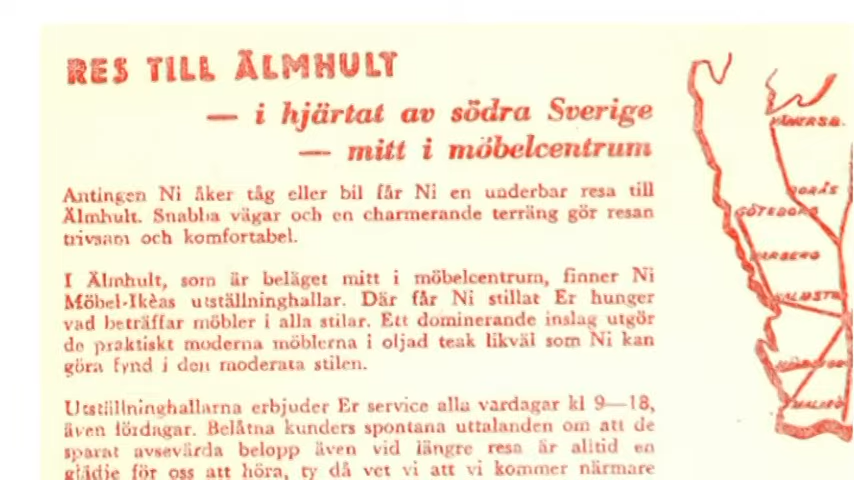 RES TILL ÄLMHULT
— i hjärtat av södra Sverige
— mitt i möbelcentrum
Antingen Ni åker tåg eller bil får Ni en underbar resa till
Älmhult. Snabba vägar och en charmerande terräng gör resan
trivsam och komfortabel.
I Älmhult, som är beläget mitt i möbelcentrum, finner Ni
Möbel-Ikèas utställninghallar. Där får Ni stillat Er hunger
vad beträffar möbler i alla stilar. Ett dominerande inslag utgör
de praktiskt moderna möblerna i oljad teak likväl som Ni kan
göra fynd i den moderata stilen.
Utställninghallarna erbjuder Er service alla vardagar kl 9—18,
även lördagar. Belåtna kunders spontana uttalanden om att de
sparat avsevärda belopp även vid längre resa är alltid en
glädje för oss att höra, ty då vet vi att vi kommer närmare
VÄNERSB.
BORÅS
GÖTEBORG
VARBERG
HALMSTA
MALMÖ